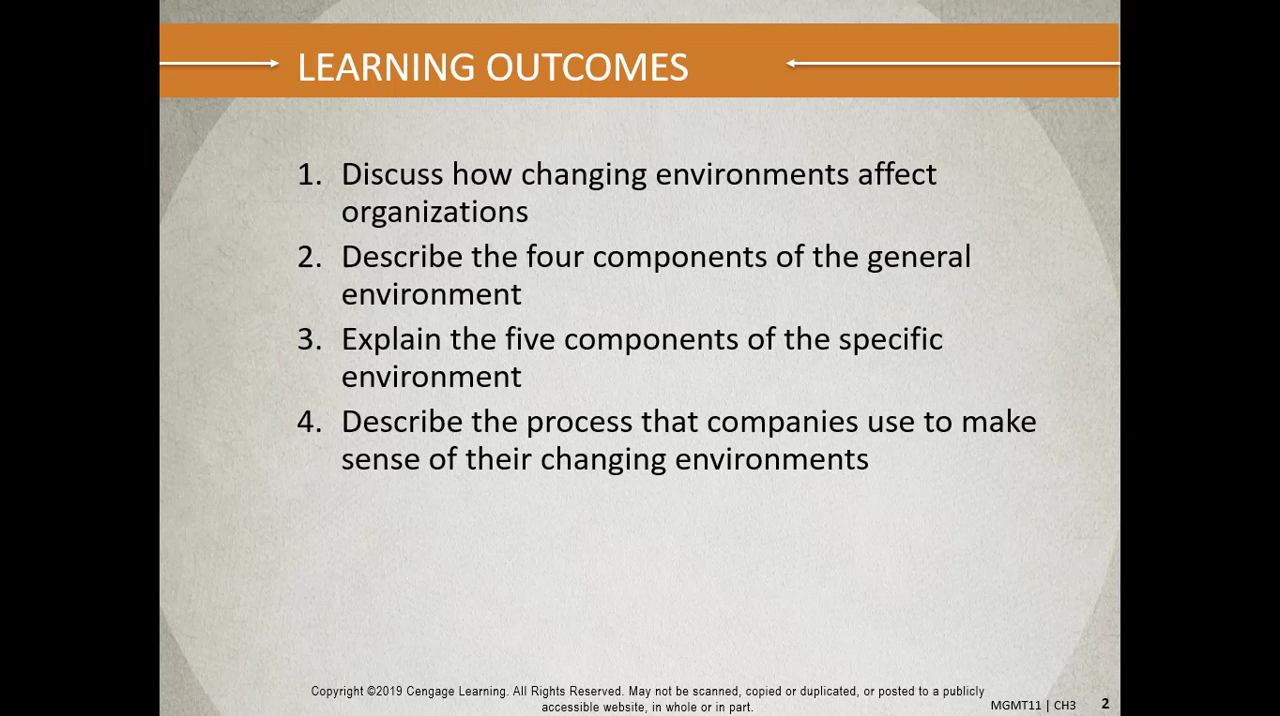 LEARNING OUTCOMES
1. Discuss how changing environments affect
organizations
2. Describe the four components of the general
environment
3. Explain the five components of the specific
environment
4. Describe the process that companies use to make
sense of their changing environments
Copyright ©2019 Cengage Learning. All Rights Reserved. May not be scanned, copied or duplicated, or posted to a publicly
accessible website, in whole or in part.
MGMT11 | CH3 2